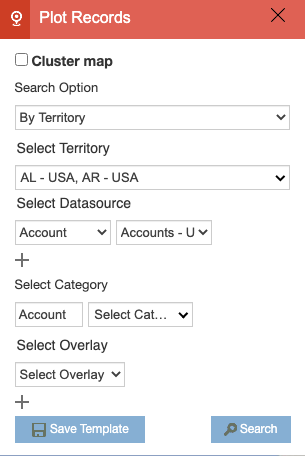 Plot Records
Cluster map
Search Option
By Territory
Select Territory
AL - USA, AR - USA
Select Datasource
Account Accounts - U
Select Category
Account Select Cat...
Select Overlay
Select Overlay
Save Template Search